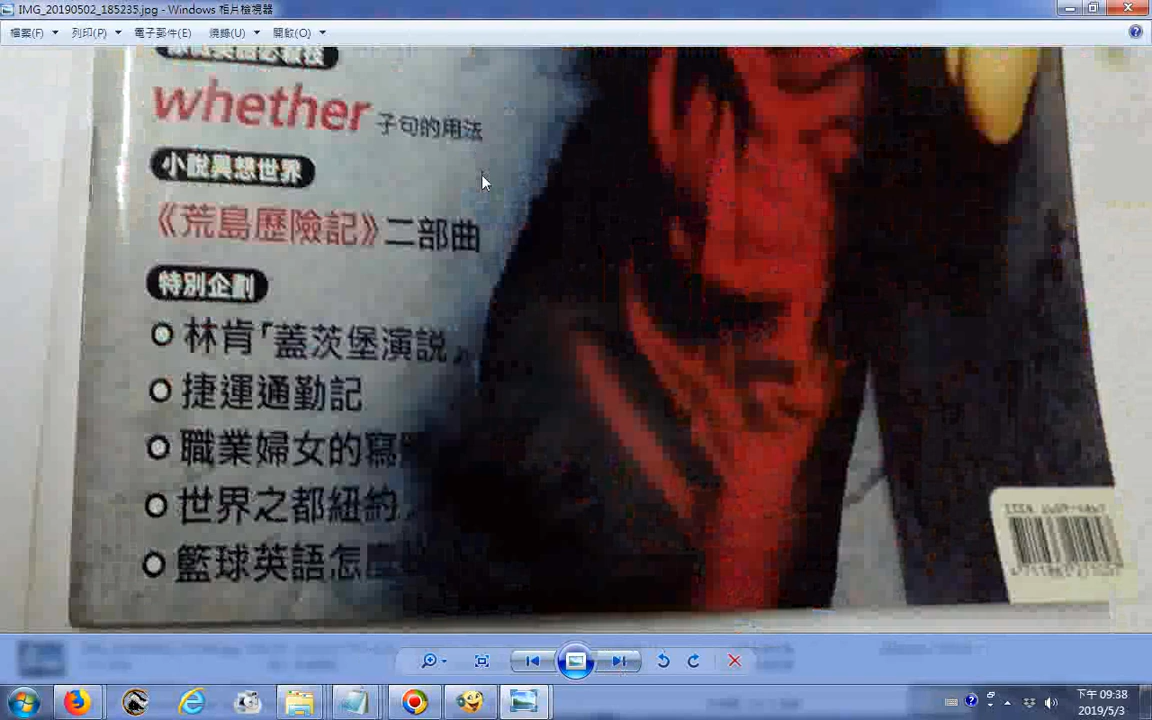 IMG_20190502_185235.jpg - Windows 相片檢視器
檔案(F) 列印(P) 電子郵件(E) 燒錄(U) 開啟(O)
whether 子句的用法
小說異想世界
《荒島歷險記》二部曲
特別企劃
林肯「蓋茨堡演說」
捷運通勤記
職業婦女的寫
世界之都紐約
籃球英語怎
下午 09:38
2019/5/3